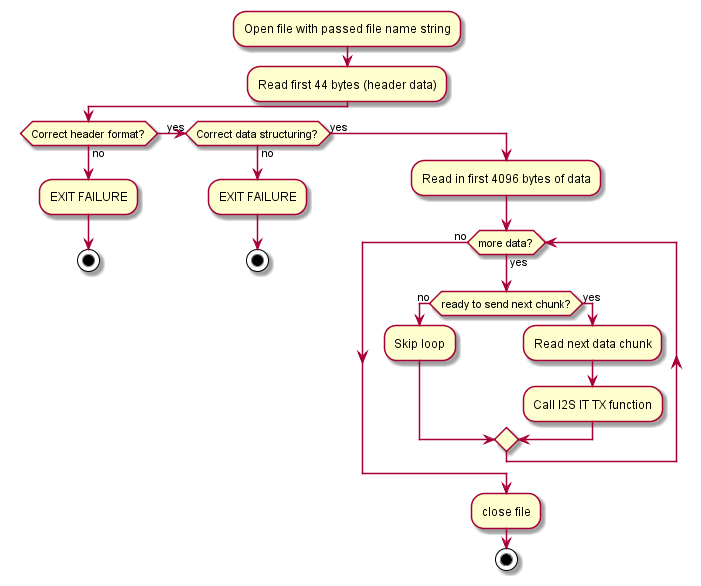 Open file with passed file name string
Read first 44 bytes (header data)
Correct header format?
yes
Correct data structuring?
yes
no
no
EXIT FAILURE
EXIT FAILURE
Read in first 4096 bytes of data
no
more data?
yes
no
ready to send next chunk?
yes
Skip loop
Read next data chunk
Call I2S IT TX function
close file